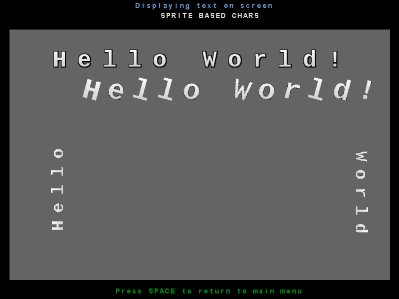 Displaying text on screen
SPRITE BASED CHARS
Hello World!
Hello World!
Hello
World
Press SPACE to return to main menu